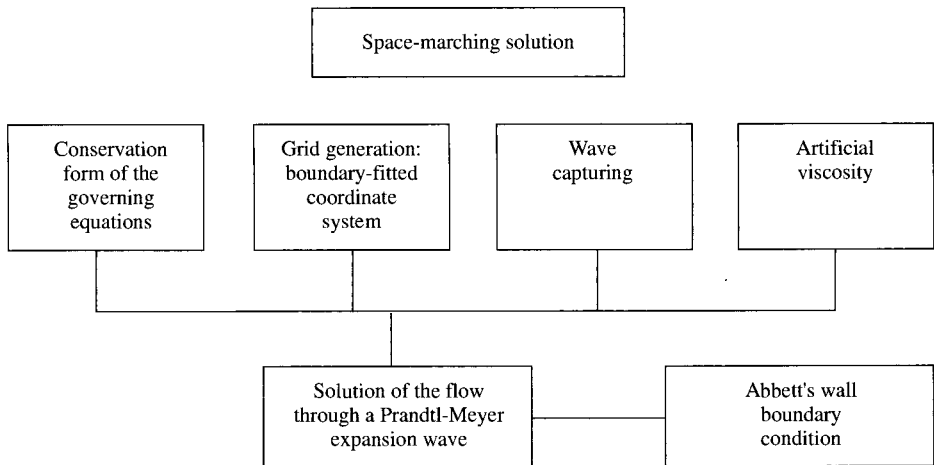 Space-marching solution
Conservation
form of the
governing
equations
Grid generation:
boundary-fitted
coordinate
system
Wave
capturing
Artificial
viscosity
Solution of the flow
through a Prandtl-Meyer
expansion wave
Abbett's wall
boundary
condition